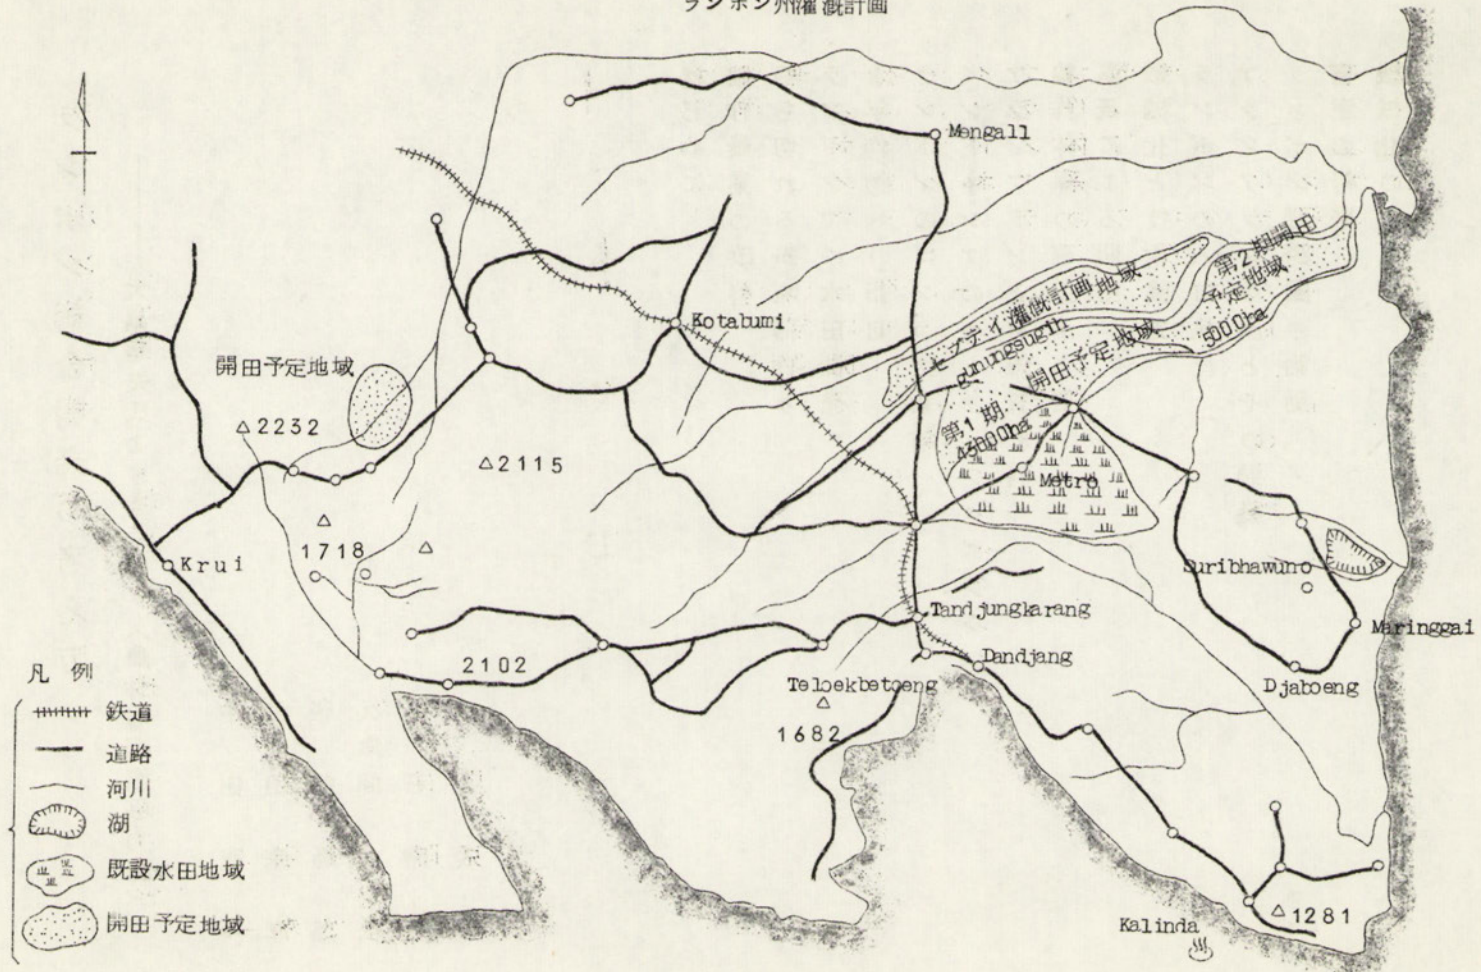 ランポン州灌漑計画
Mengall
第2期開田
予定地域
5000ha
セプテイ灌漑計画地域
gunungsugih
Kotabumi
開田予定地域
開田予定地域
第1期
2232
2115
Metro
1718
Krui
Suribhawuno
Tandjungkarang
Maringgai
Dandjang
2102
Teloekbetoeng
Djaboeng
1682
Kalinda
1281
凡例
鉄道
道路
河川
湖
既設水田地域
開田予定地域